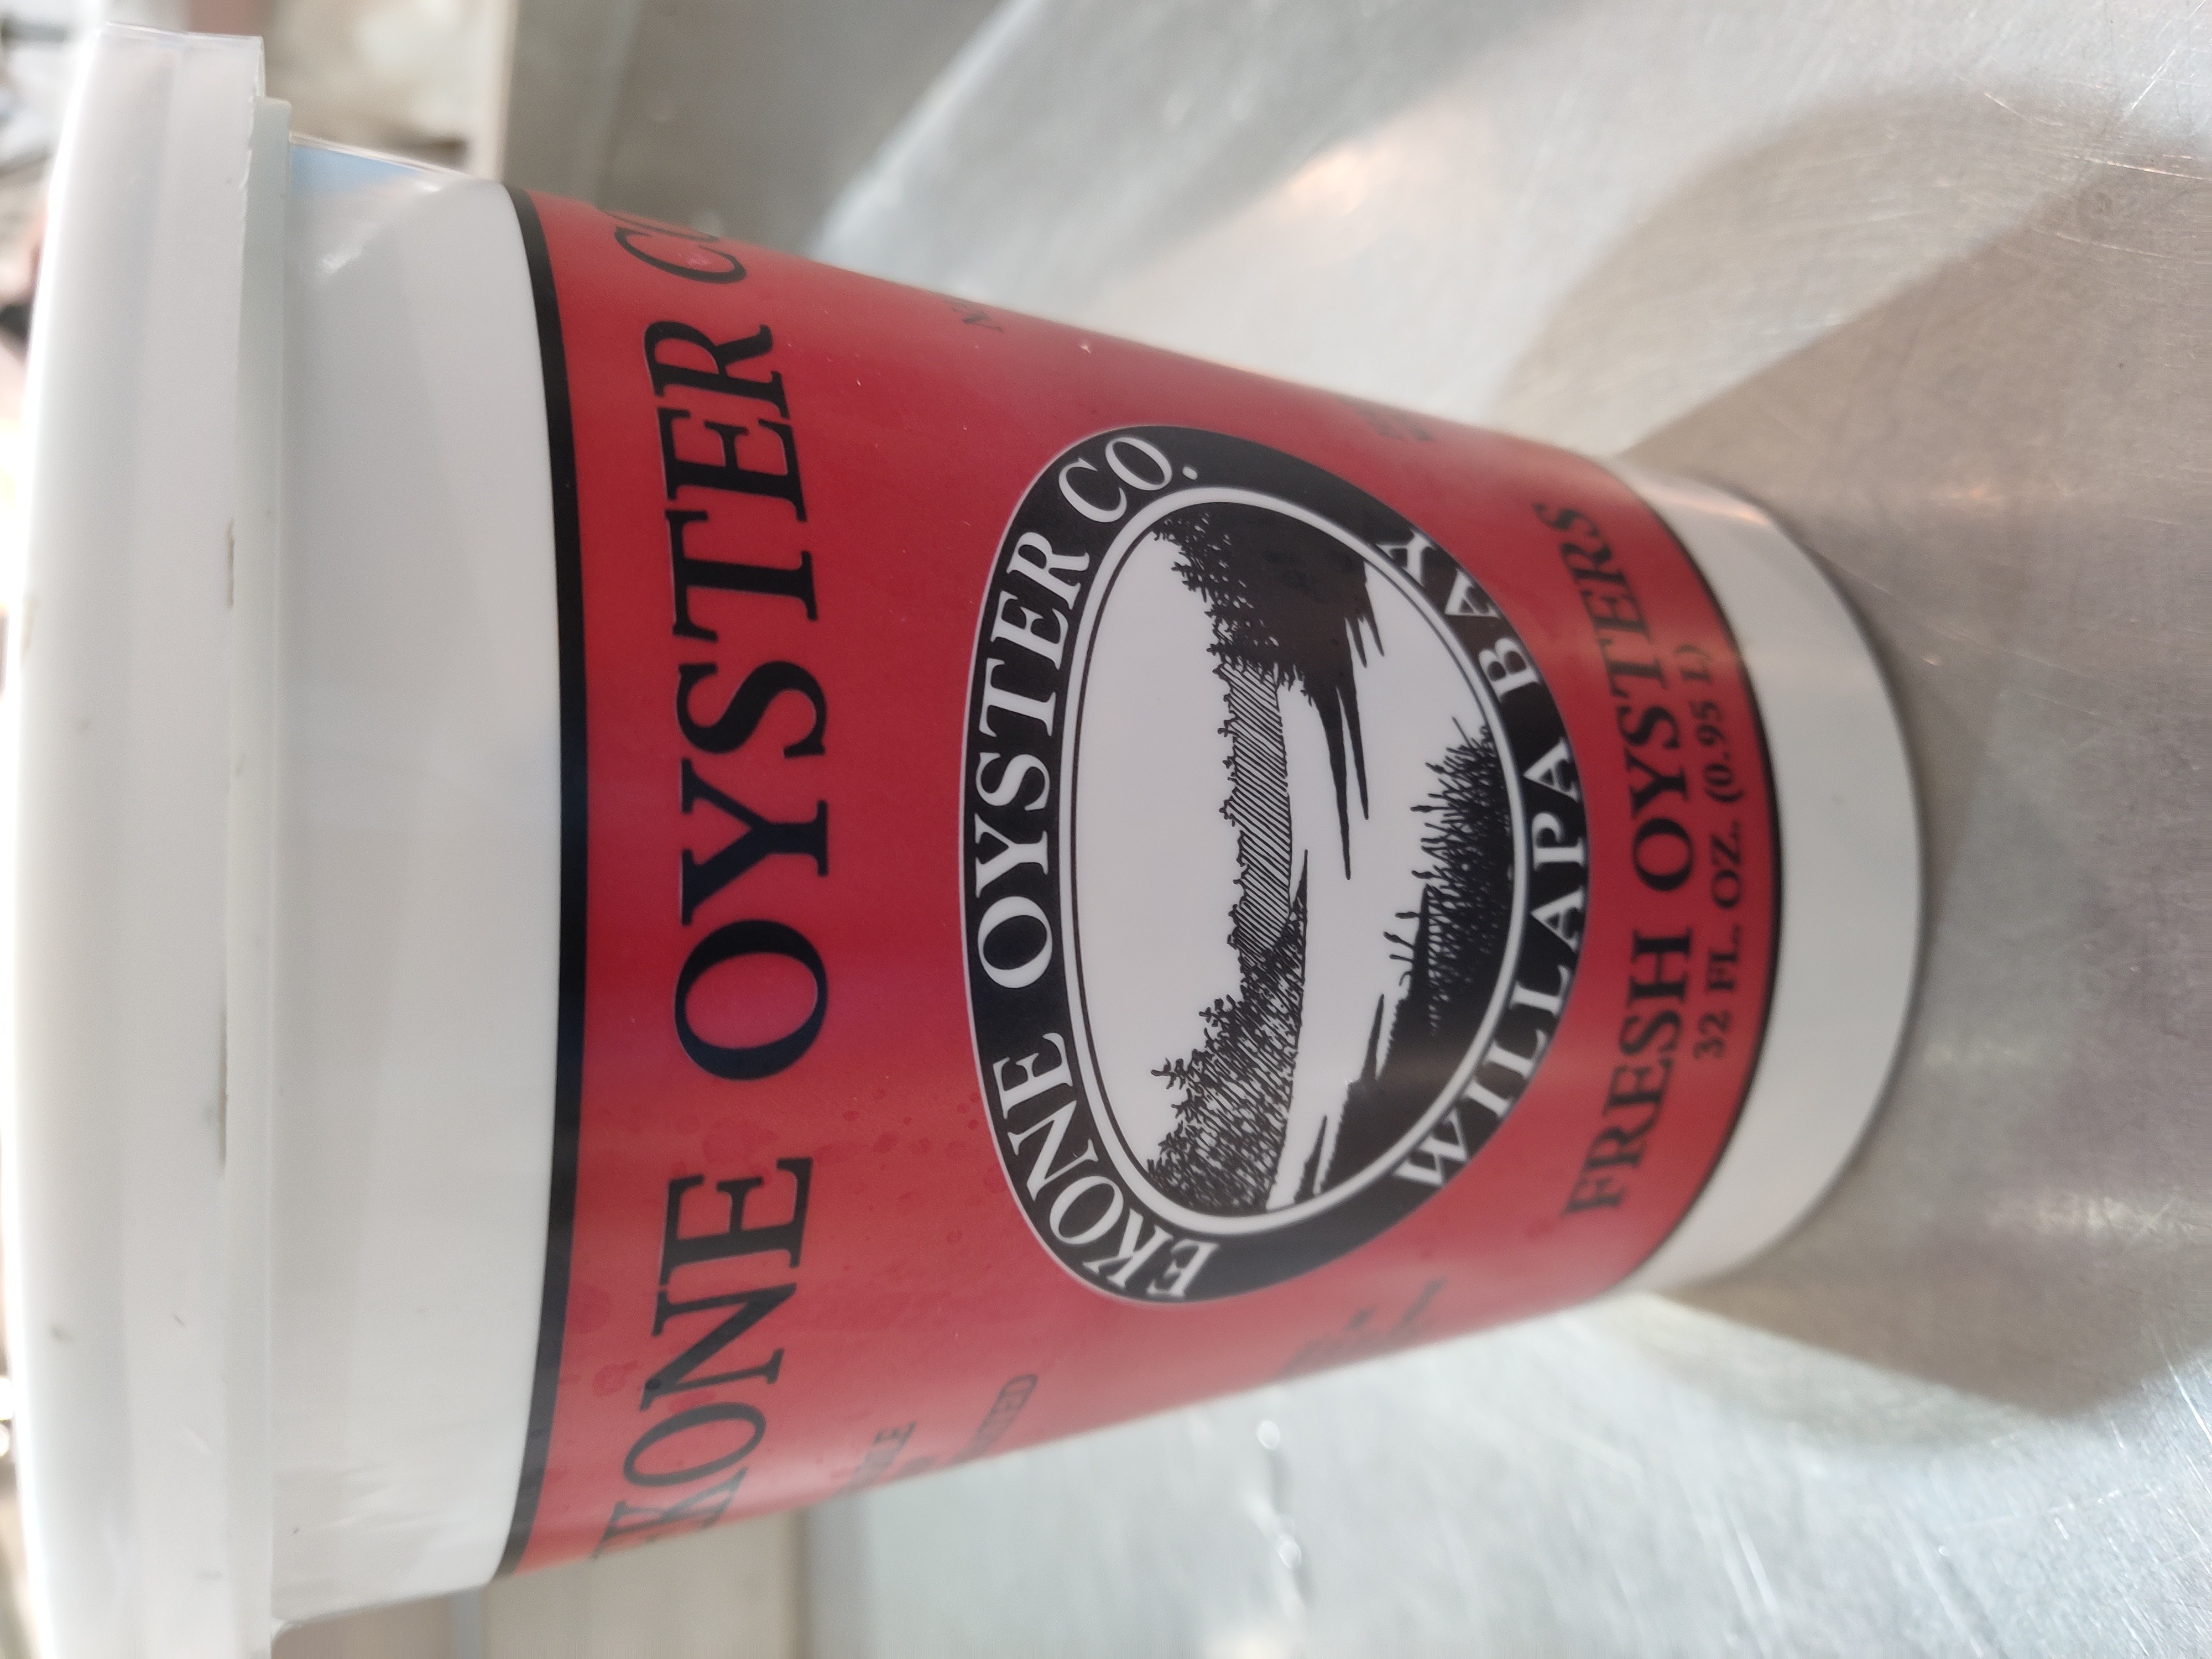 EKONE OYSTER CO
EKONE OYSTER CO.
WILLAPA BAY
FRESH OYSTERS
32 FL. OZ. (0.95 L)